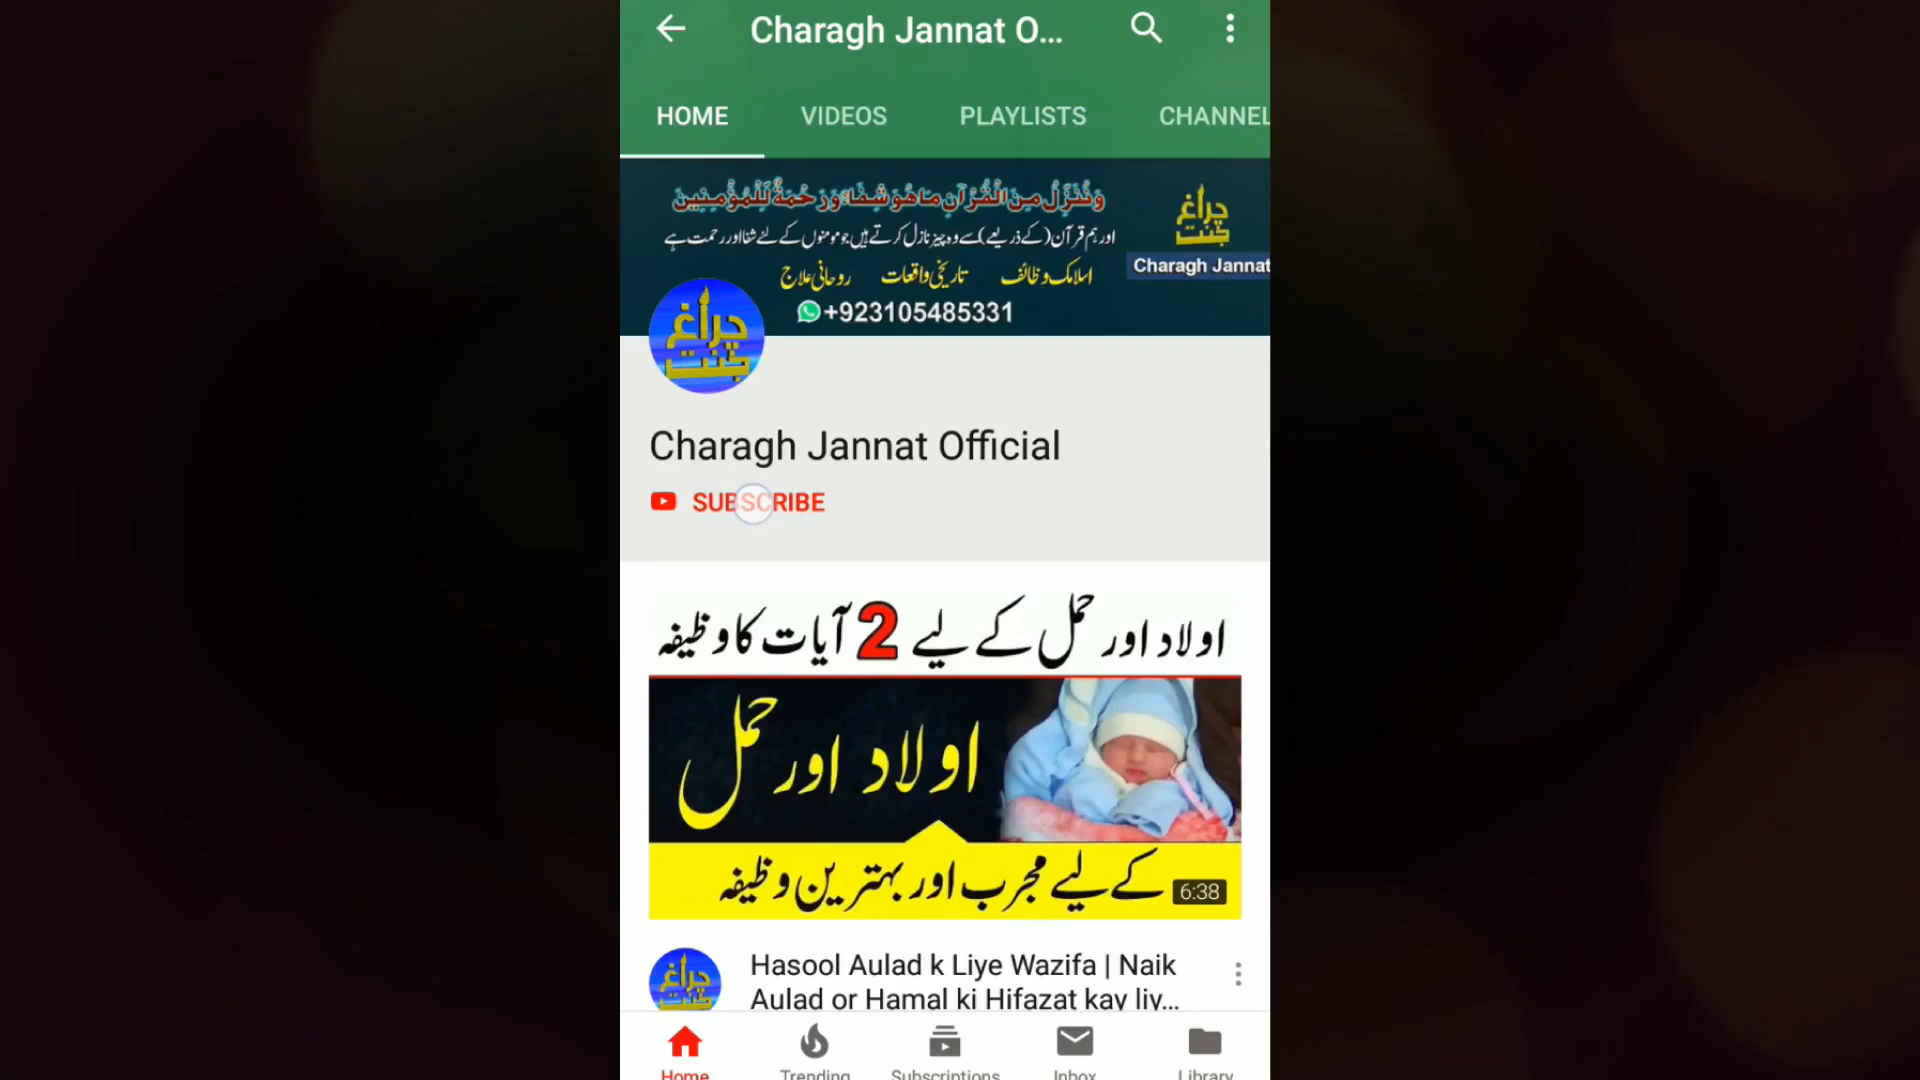 Charagh Jannat O...
HOME VIDEOS PLAYLISTS CHANNEL
وَنُنَزِّلُ مِنَ الْقُرْآنِ مَا هُوَ شِفَاءٌ وَرَحْمَةٌ لِّلْمُؤْمِنِينَ
اور ہم قرآن (کے ذریعے) سے وہ چیز نازل کرتے ہیں جو مومنوں کے لئے شفا اور رحمت ہے
اسلامک وظائف تاریخی واقعات روحانی علاج
+923105485331
چراغ
جنت
Charagh Jannat
چراغ
جنت
Charagh Jannat Official
SUBSCRIBE
اولاد اور حمل کے لیے 2 آیات کا وظیفہ
اولاد اور حمل
کے لیے مجرب اور بہترین وظیفہ
6:38
چراغ
جنت
Hasool Aulad k Liye Wazifa | Naik
Aulad or Hamal ki Hifazat kay liy...
Home Trending Subscriptions Inbox Library